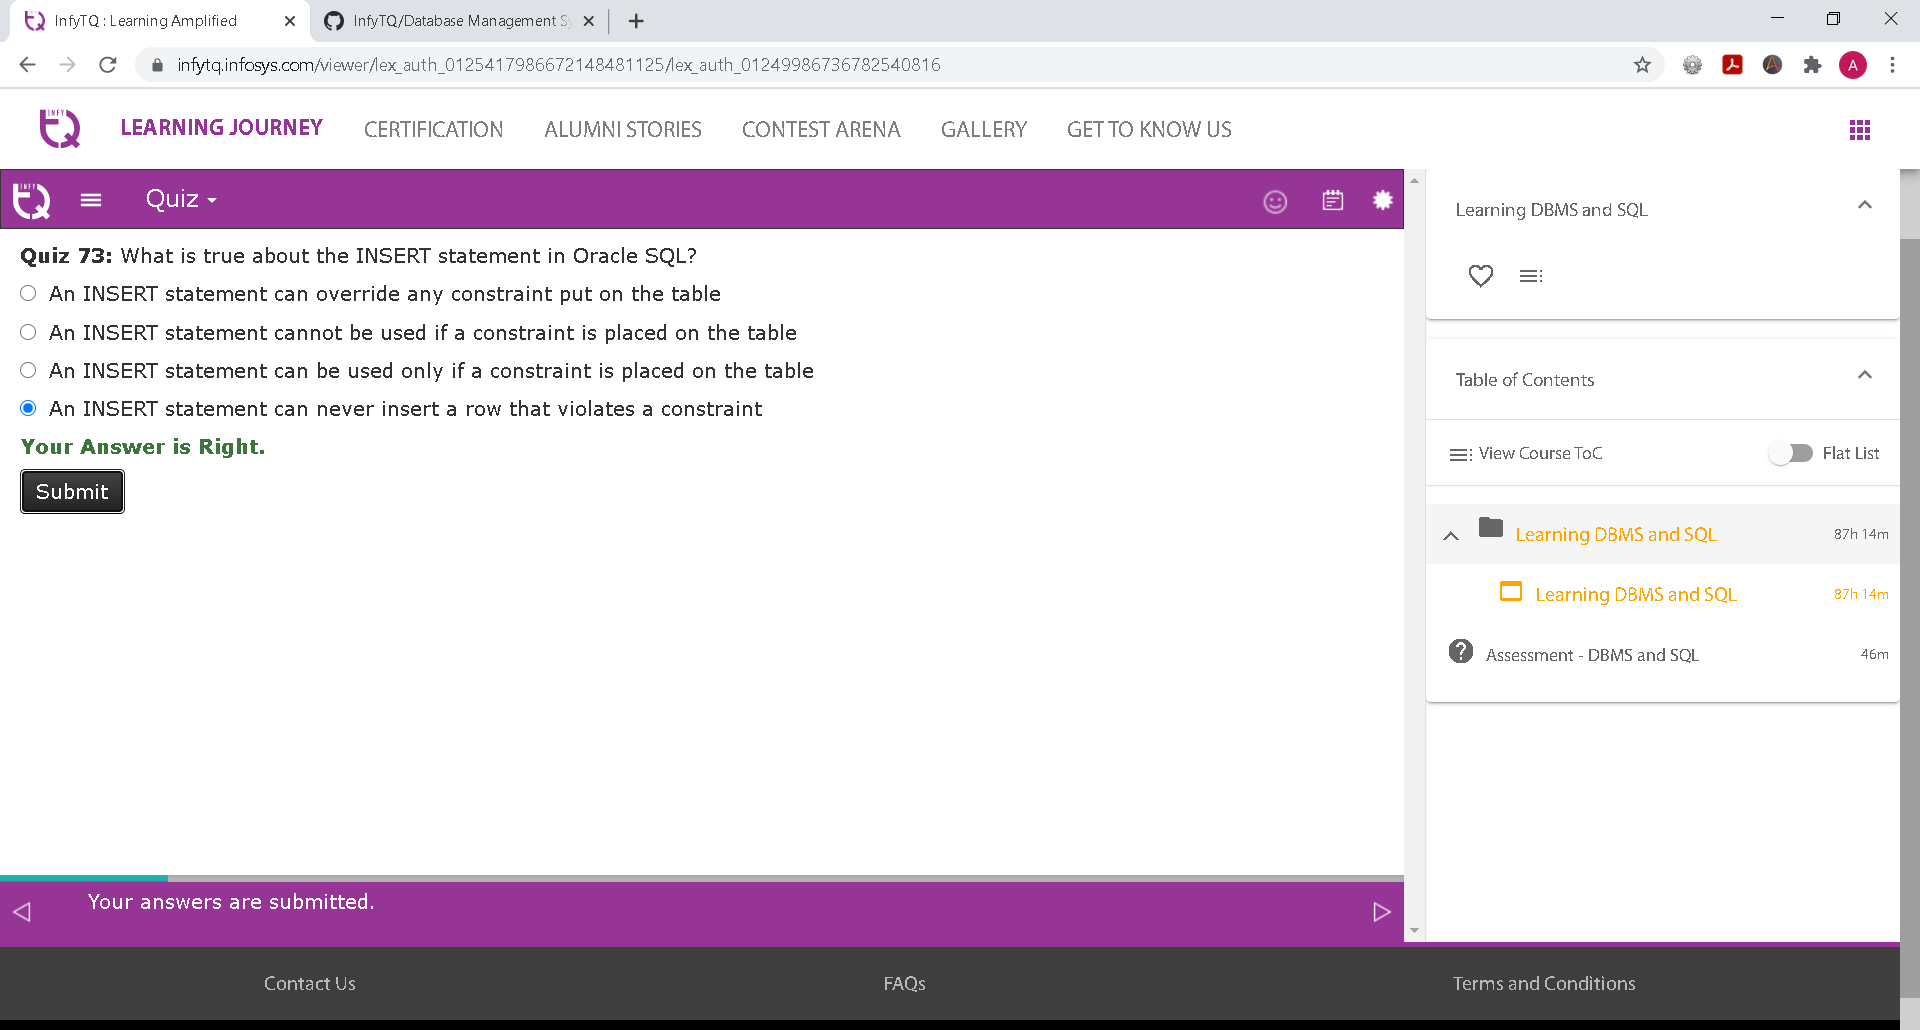 InfyTQ : Learning Amplified
InfyTQ/Database Management Sy
infytq.infosys.com/viewer/lex_auth_0125417986672148481125/lex_auth_01249986736782540816
A
INFY
TQ
LEARNING JOURNEY
CERTIFICATION
ALUMNI STORIES
CONTEST ARENA
GALLERY
GET TO KNOW US
INFY
TQ
Quiz
Quiz 73: What is true about the INSERT statement in Oracle SQL?
An INSERT statement can override any constraint put on the table
An INSERT statement cannot be used if a constraint is placed on the table
An INSERT statement can be used only if a constraint is placed on the table
An INSERT statement can never insert a row that violates a constraint
Your Answer is Right.
Submit
Your answers are submitted.
Learning DBMS and SQL
Table of Contents
View Course ToC
Flat List
Learning DBMS and SQL 87h 14m
Learning DBMS and SQL 87h 14m
Assessment - DBMS and SQL 46m
Contact Us
FAQs
Terms and Conditions